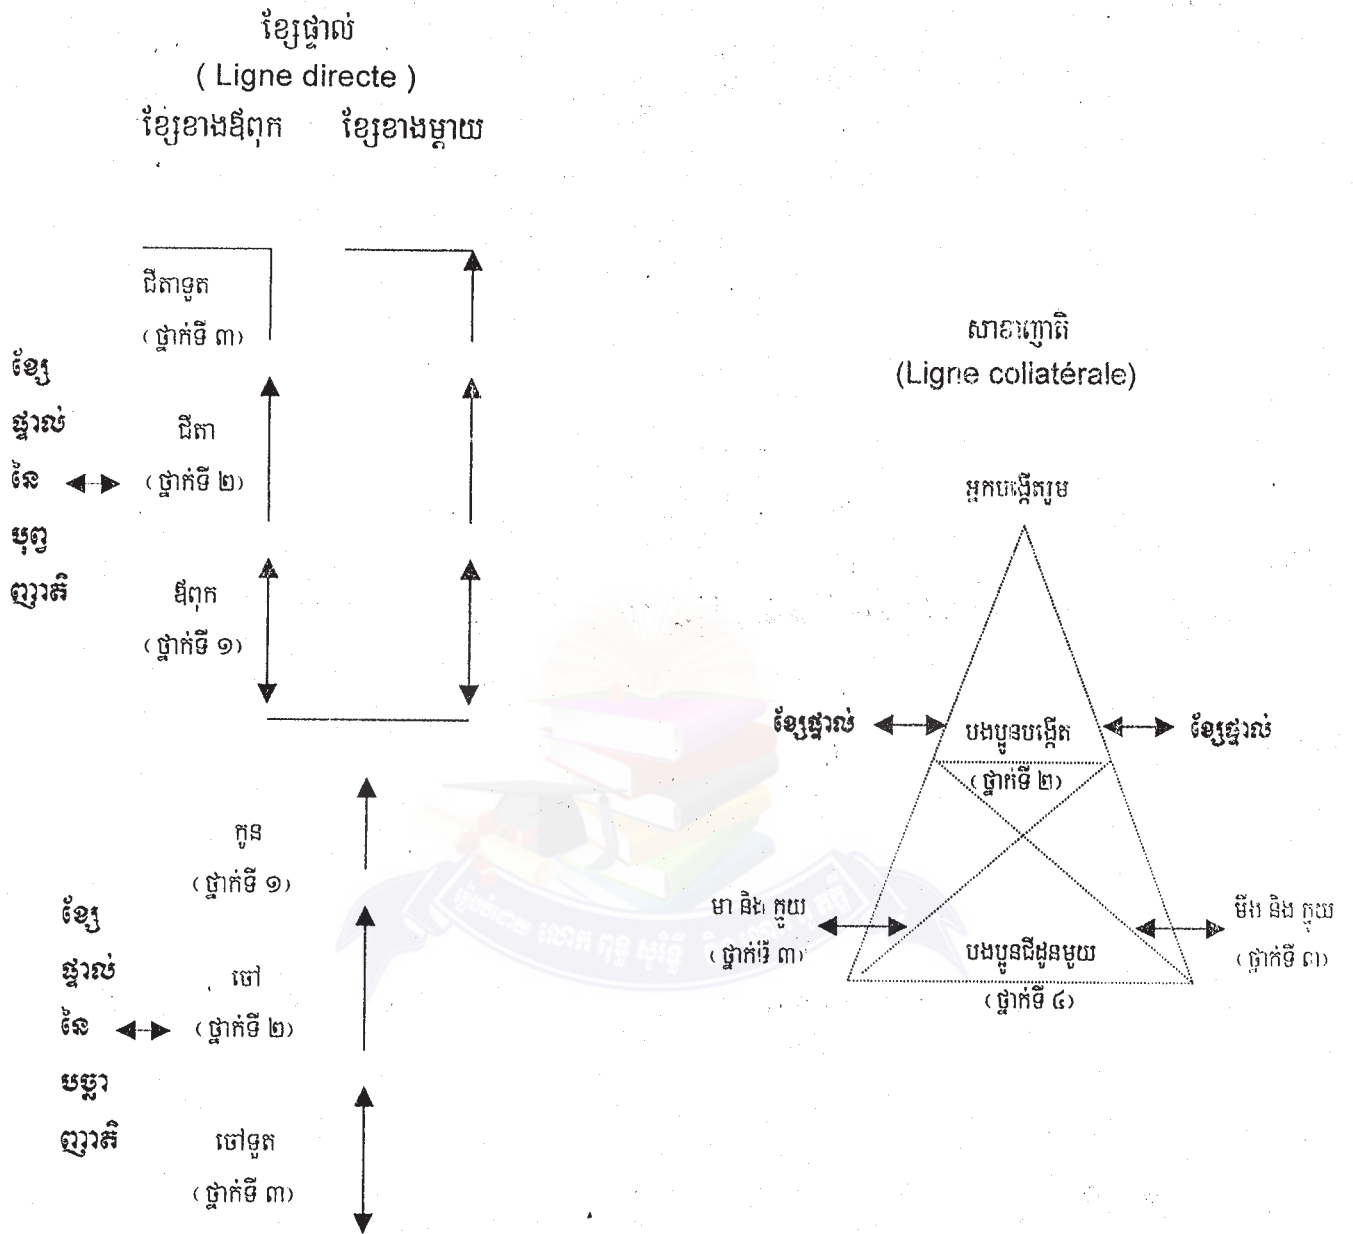 ខ្សែផ្ទាល់
( Ligne directe )
ខ្សែខាងឪពុក ខ្សែខាងម្តាយ
ជីតាទួត
(ថ្នាក់ទី ៣)
ជីតា
(ថ្នាក់ទី ២)
ឪពុក
(ថ្នាក់ទី ១)
ខ្សែ
ផ្ទាល់
នៃ
បុព្វ
ញាតិ
កូន
(ថ្នាក់ទី ១)
ចៅ
(ថ្នាក់ទី ២)
ចៅទួត
(ថ្នាក់ទី ៣)
ខ្សែ
ផ្ទាល់
នៃ
បច្ឆា
ញាតិ
សាខាញាតិ
(Ligne collatérale)
អ្នកបង្កើតរួម
ខ្សែផ្ទាល់
បងប្អូនបង្កើត
(ថ្នាក់ទី ២)
ខ្សែផ្ទាល់
មា និង ក្មួយ
(ថ្នាក់ទី ៣)
បងប្អូនជីដូនមួយ
(ថ្នាក់ទី ៤)
មីង និង ក្មួយ
(ថ្នាក់ទី ៣)